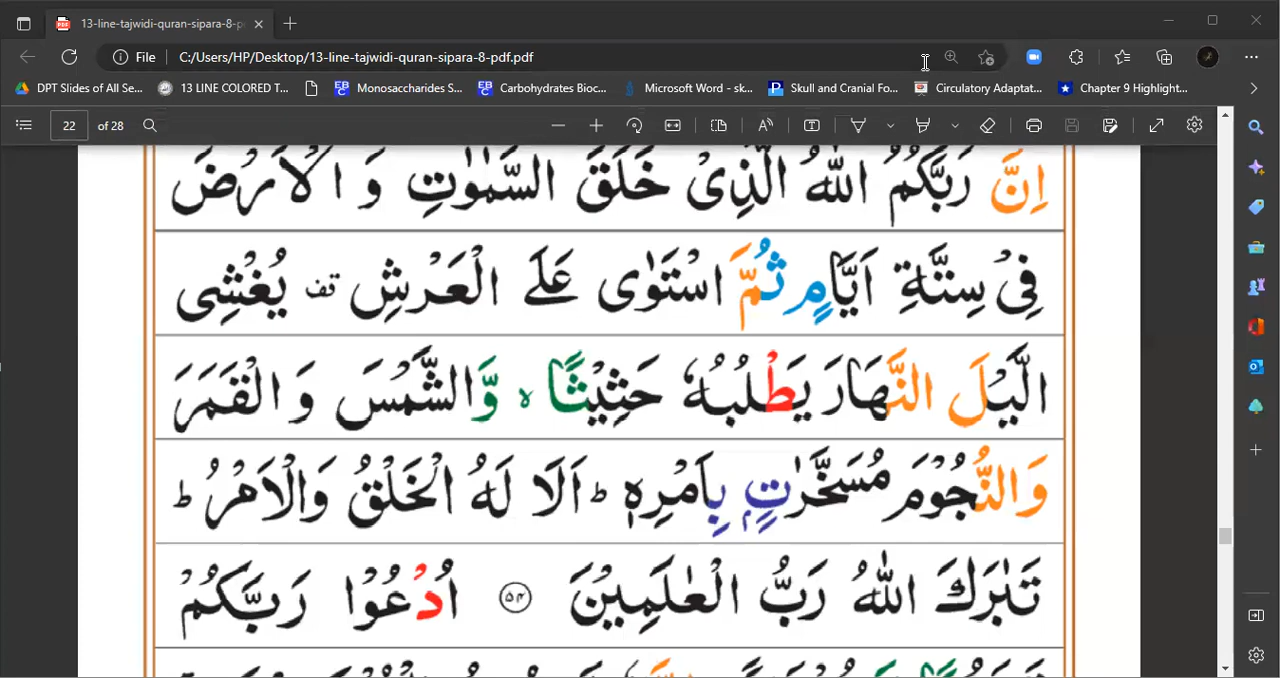 13-line-tajwidi-quran-sipara-8-p
File C:/Users/HP/Desktop/13-line-tajwidi-quran-sipara-8-pdf.pdf
DPT Slides of All Se... 13 LINE COLORED T... Monosaccharides S... Carbohydrates Bioc... Microsoft Word - sk... Skull and Cranial Fo... Circulatory Adaptat... Chapter 9 Highlight...
22 of 28
اِنَّ رَبَّكُمُ اللّٰهُ الَّذِىْ خَلَقَ السَّمٰوٰتِ وَ الْاَرْضَ
فِىْ سِتَّةِ اَيَّامٍ ثُمَّ اسْتَوٰى عَلَى الْعَرْشِ قف يُغْشِى
الَّيْلَ النَّهَارَ يَطْلُبُهٗ حَثِيْثًا ۙ وَّالشَّمْسَ وَ الْقَمَرَ
وَالنُّجُوْمَ مُسَخَّرٰتٍۭ بِاَمْرِهٖ ؕ اَلَا لَهُ الْخَلْقُ وَالْاَمْرُ ؕ
تَبٰرَكَ اللّٰهُ رَبُّ الْعٰلَمِيْنَ ۵۴ اُدْعُوْا رَبَّكُمْ